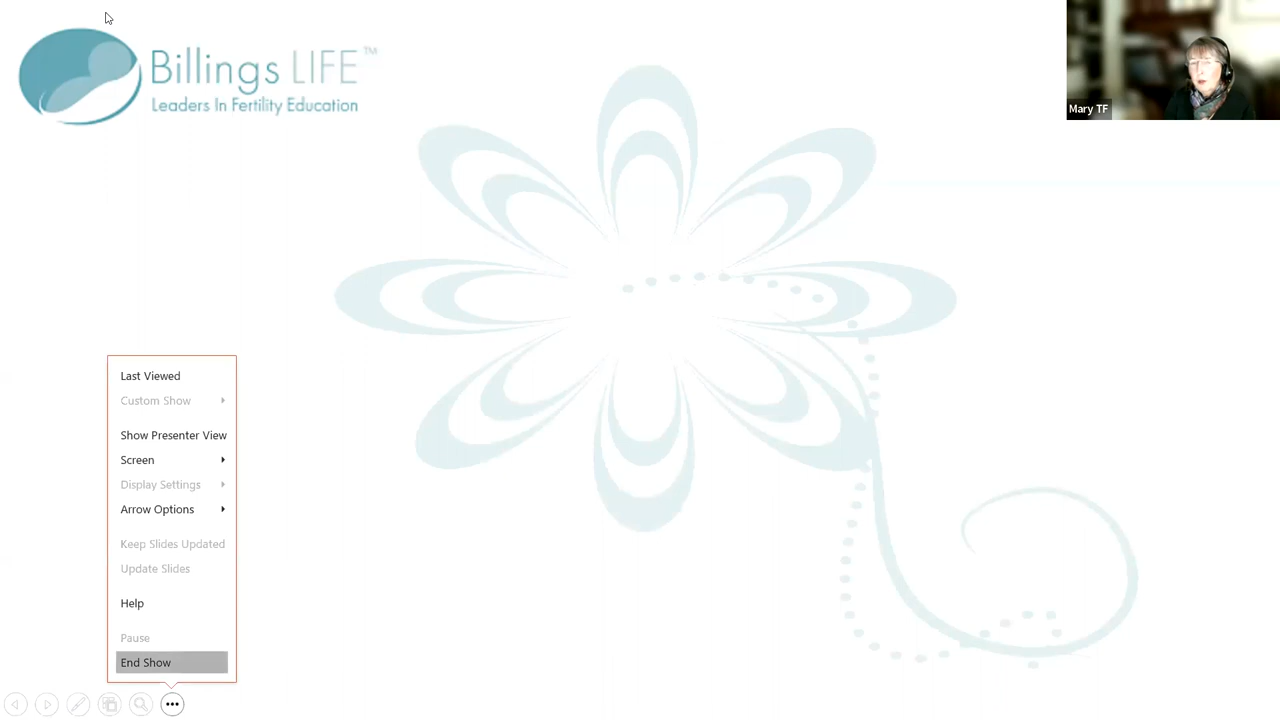 Billings LIFE™
Leaders In Fertility Education
Mary TF
Last Viewed
Custom Show
Show Presenter View
Screen
Display Settings
Arrow Options
Keep Slides Updated
Update Slides
Help
Pause
End Show